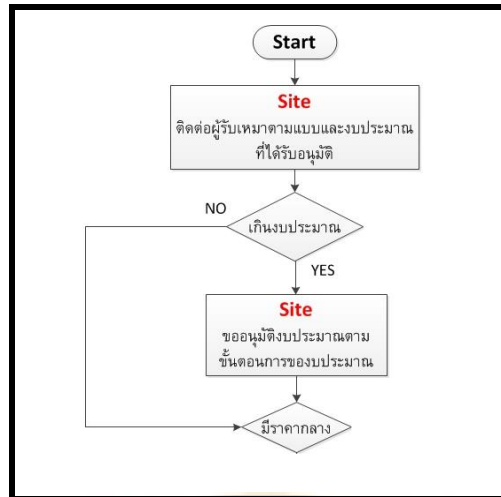 Start
Site
ติดต่อผู้รับเหมาตามแบบและงบประมาณ
ที่ได้รับอนุมัติ
NO
เกินงบประมาณ
YES
Site
ขออนุมัติงบประมาณตาม
ขั้นตอนการของบประมาณ
มีราคากลาง